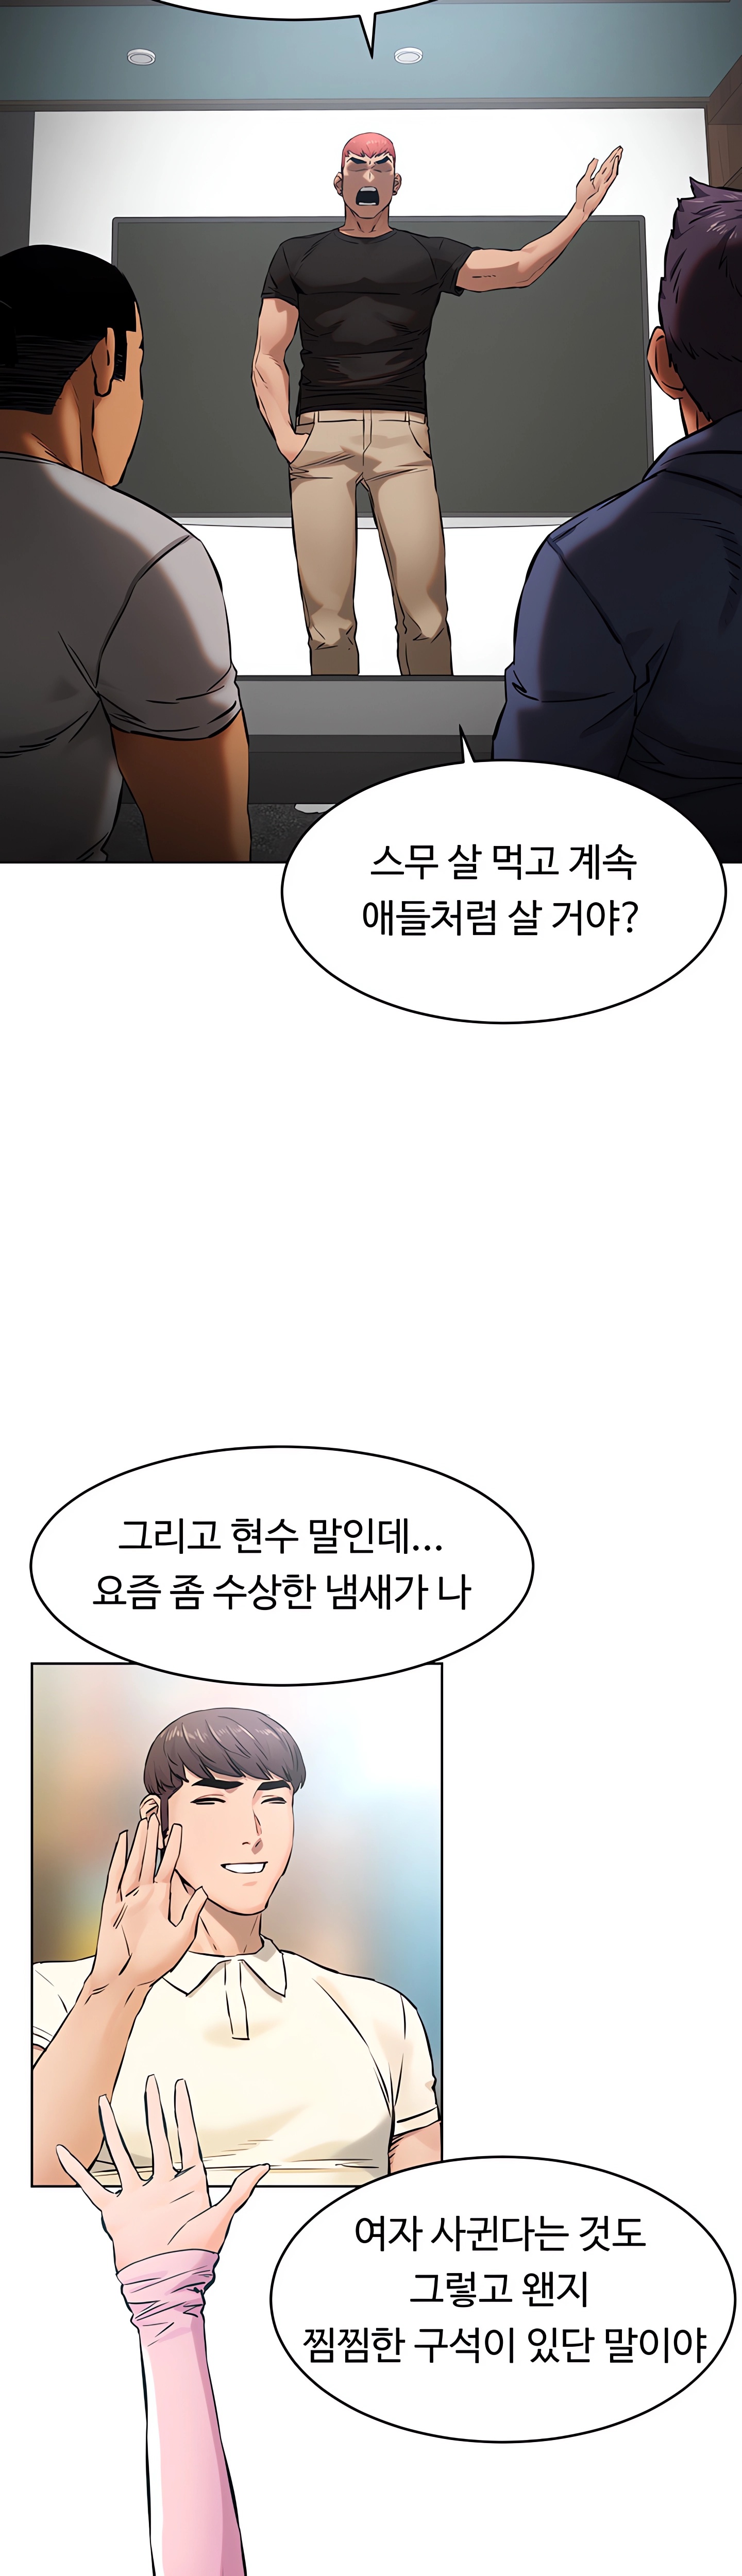 스무 살 먹고 계속
애들처럼 살 거야?
그리고 현수 말인데...
요즘 좀 수상한 냄새가 나
여자 사귄다는 것도
그렇고 왠지
찜찜한 구석이 있단 말이야